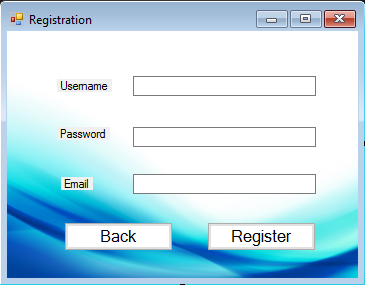 Registration
Username
Password
Email
Back Register